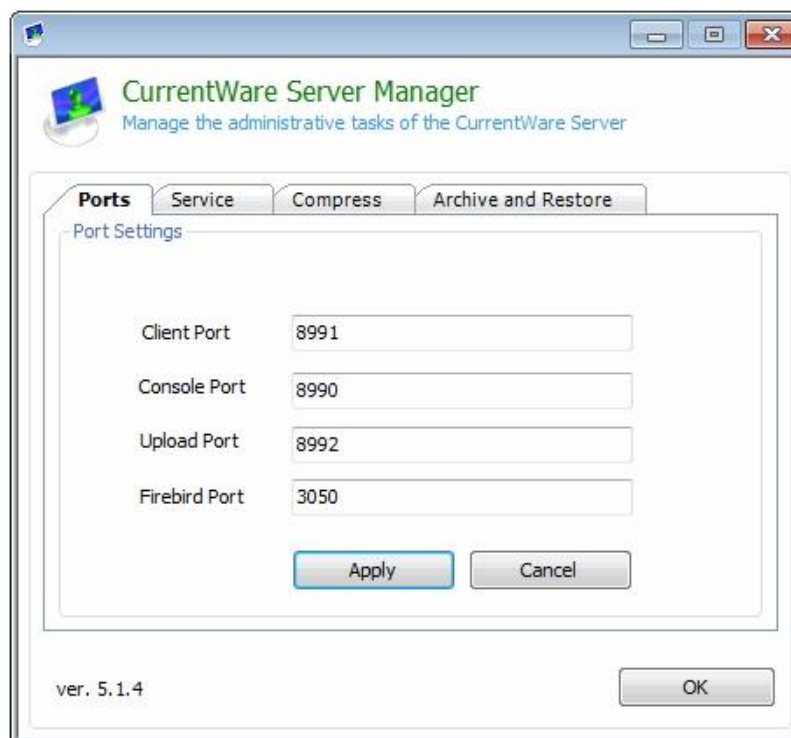 CurrentWare Server Manager
Manage the administrative tasks of the CurrentWare Server
Ports Service Compress Archive and Restore
Port Settings
Client Port 8991
Console Port 8990
Upload Port 8992
Firebird Port 3050
Apply Cancel
ver. 5.1.4 OK